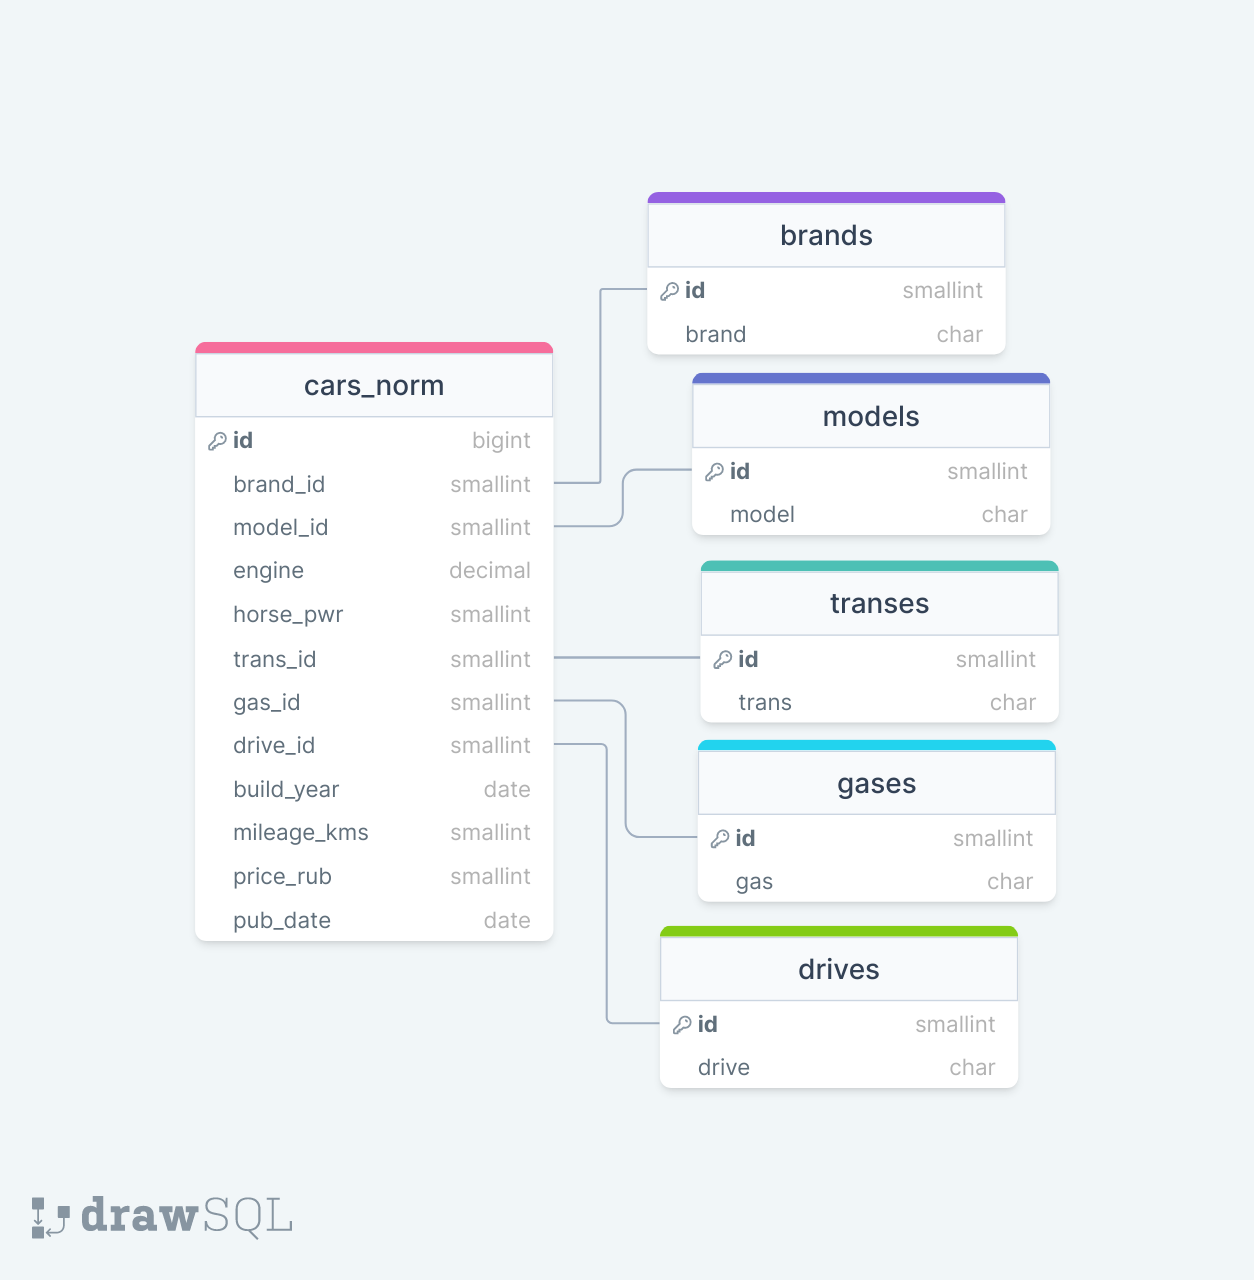 brands
id smallint
brand char
cars_norm
id bigint
brand_id smallint
model_id smallint
engine decimal
horse_pwr smallint
trans_id smallint
gas_id smallint
drive_id smallint
build_year date
mileage_kms smallint
price_rub smallint
pub_date date
models
id smallint
model char
transes
id smallint
trans char
gases
id smallint
gas char
drives
id smallint
drive char
drawSQL